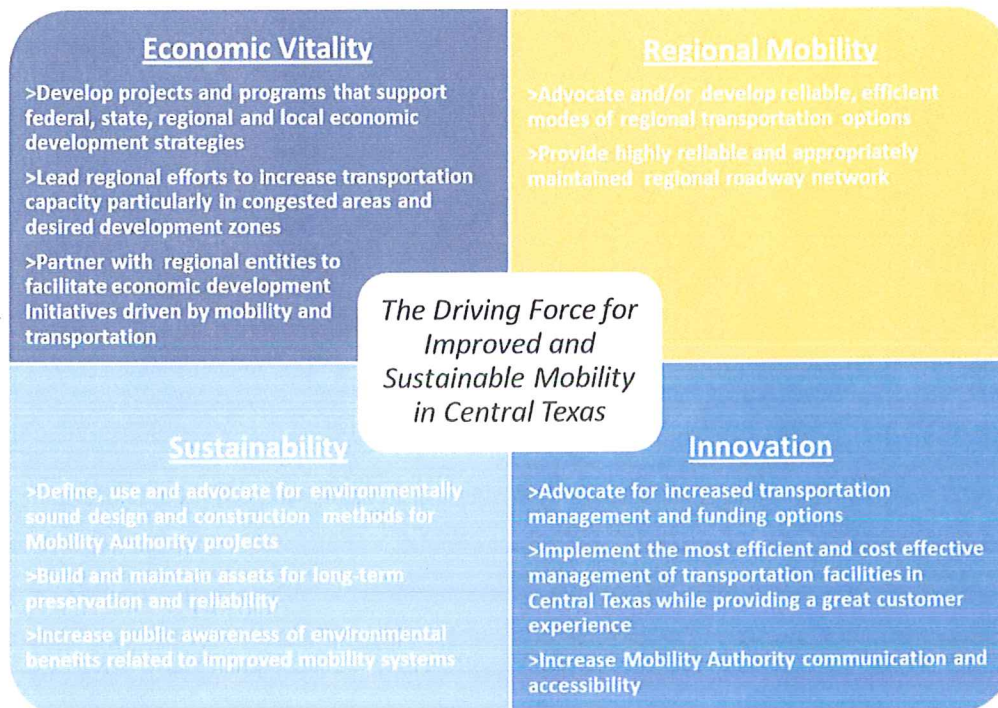 Economic Vitality
>Develop projects and programs that support
federal, state, regional and local economic
development strategies
>Lead regional efforts to increase transportation
capacity particularly in congested areas and
desired development zones
>Partner with regional entities to
facilitate economic development
Initiatives driven by mobility and
transportation
Regional Mobility
>Advocate and/or develop reliable, efficient
modes of regional transportation options
>Provide highly reliable and appropriately
maintained regional roadway network
The Driving Force for
Improved and
Sustainable Mobility
in Central Texas
Sustainability
>Define, use and advocate for environmentally
sound design and construction methods for
Mobility Authority projects
>Build and maintain assets for long-term
preservation and reliability
>Increase public awareness of environmental
benefits related to improved mobility systems
Innovation
>Advocate for increased transportation
management and funding options
>Implement the most efficient and cost effective
management of transportation facilities in
Central Texas while providing a great customer
experience
>Increase Mobility Authority communication and
accessibility